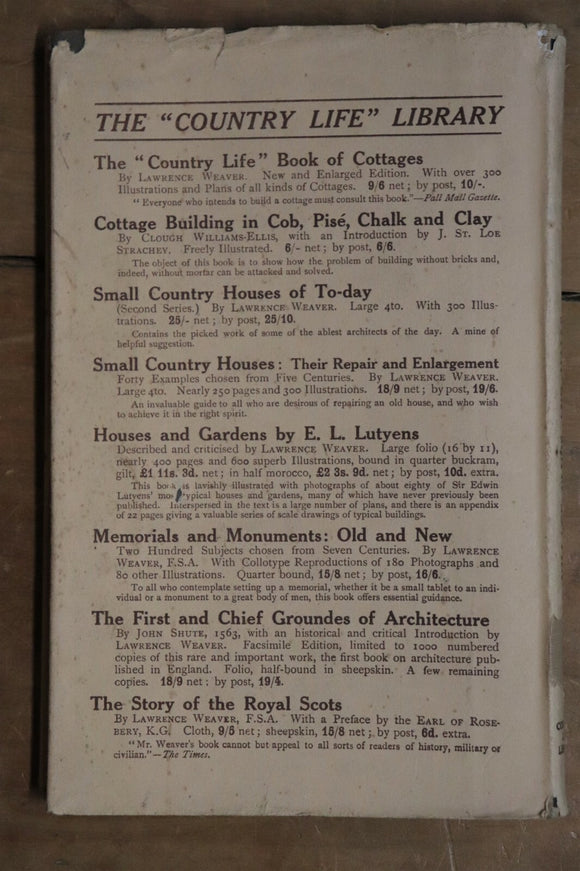 THE "COUNTRY LIFE" LIBRARY
The "Country Life" Book of Cottages
By LAWRENCE WEAVER. New and Enlarged Edition. With over 300
Illustrations and Plans of all kinds of Cottages. 9/6 net; by post, 10/-.
"Everyone who intends to build a cottage must consult this book."—Pall Mall Gazette.
Cottage Building in Cob, Pisé, Chalk and Clay
By CLOUGH WILLIAMS-ELLIS, with an Introduction by J. ST. LOE
STRACHEY. Freely Illustrated. 6/- net; by post, 6/6.
The object of this book is to show how the problem of building without bricks and,
indeed, without mortar can be attacked and solved.
Small Country Houses of To-day
(Second Series.) By LAWRENCE WEAVER. Large 4to. With 300 Illus-
trations. 25/- net; by post, 25/10.
Contains the picked work of some of the ablest architects of the day. A mine of
helpful suggestion.
Small Country Houses: Their Repair and Enlargement
Forty Examples chosen from Five Centuries. By LAWRENCE WEAVER.
Large 4to. Nearly 250 pages and 300 Illustrations. 18/9 net; by post, 19/6.
An invaluable guide to all who are desirous of repairing an old house, and who wish
to achieve it in the right spirit.
Houses and Gardens by E. L. Lutyens
Described and criticised by LAWRENCE WEAVER. Large folio (16 by 11),
nearly 400 pages and 600 superb Illustrations, bound in quarter buckram,
gilt, £1 11s. 9d. net; in half morocco, £2 3s. 9d. net; by post, 10d. extra.
This book is lavishly illustrated with photographs of about eighty of Sir Edwin
Lutyens' typical houses and gardens, many of which have never previously been
published. Interspersed in the text is a large number of plans, and there is an appendix
of 22 pages giving a valuable series of scale drawings of typical buildings.
Memorials and Monuments: Old and New
Two Hundred Subjects chosen from Seven Centuries. By LAWRENCE
WEAVER, F.S.A. With Collotype Reproductions of 180 Photographs and
80 other Illustrations. Quarter bound, 15/8 net; by post, 16/6.
To all who contemplate setting up a memorial, whether it be a small tablet to an indi-
vidual or a monument to a great body of men, this book offers essential guidance.
The First and Chief Groundes of Architecture
By JOHN SHUTE, 1563, with an historical and critical Introduction by
LAWRENCE WEAVER. Facsimile Edition, limited to 1000 numbered
copies of this rare and important work, the first book on architecture pub-
lished in England. Folio, half-bound in sheepskin. A few remaining
copies. 18/9 net: by post, 19/4.
The Story of the Royal Scots
By LAWRENCE WEAVER, F.S.A. With a Preface by the EARL OF ROSE-
BERY, K.G. Cloth, 9/5 net; sheepskin, 15/8 net; by post, 6d. extra.
"Mr. Weaver's book cannot but appeal to all sorts of readers of history, military or
civilian."—The Times.